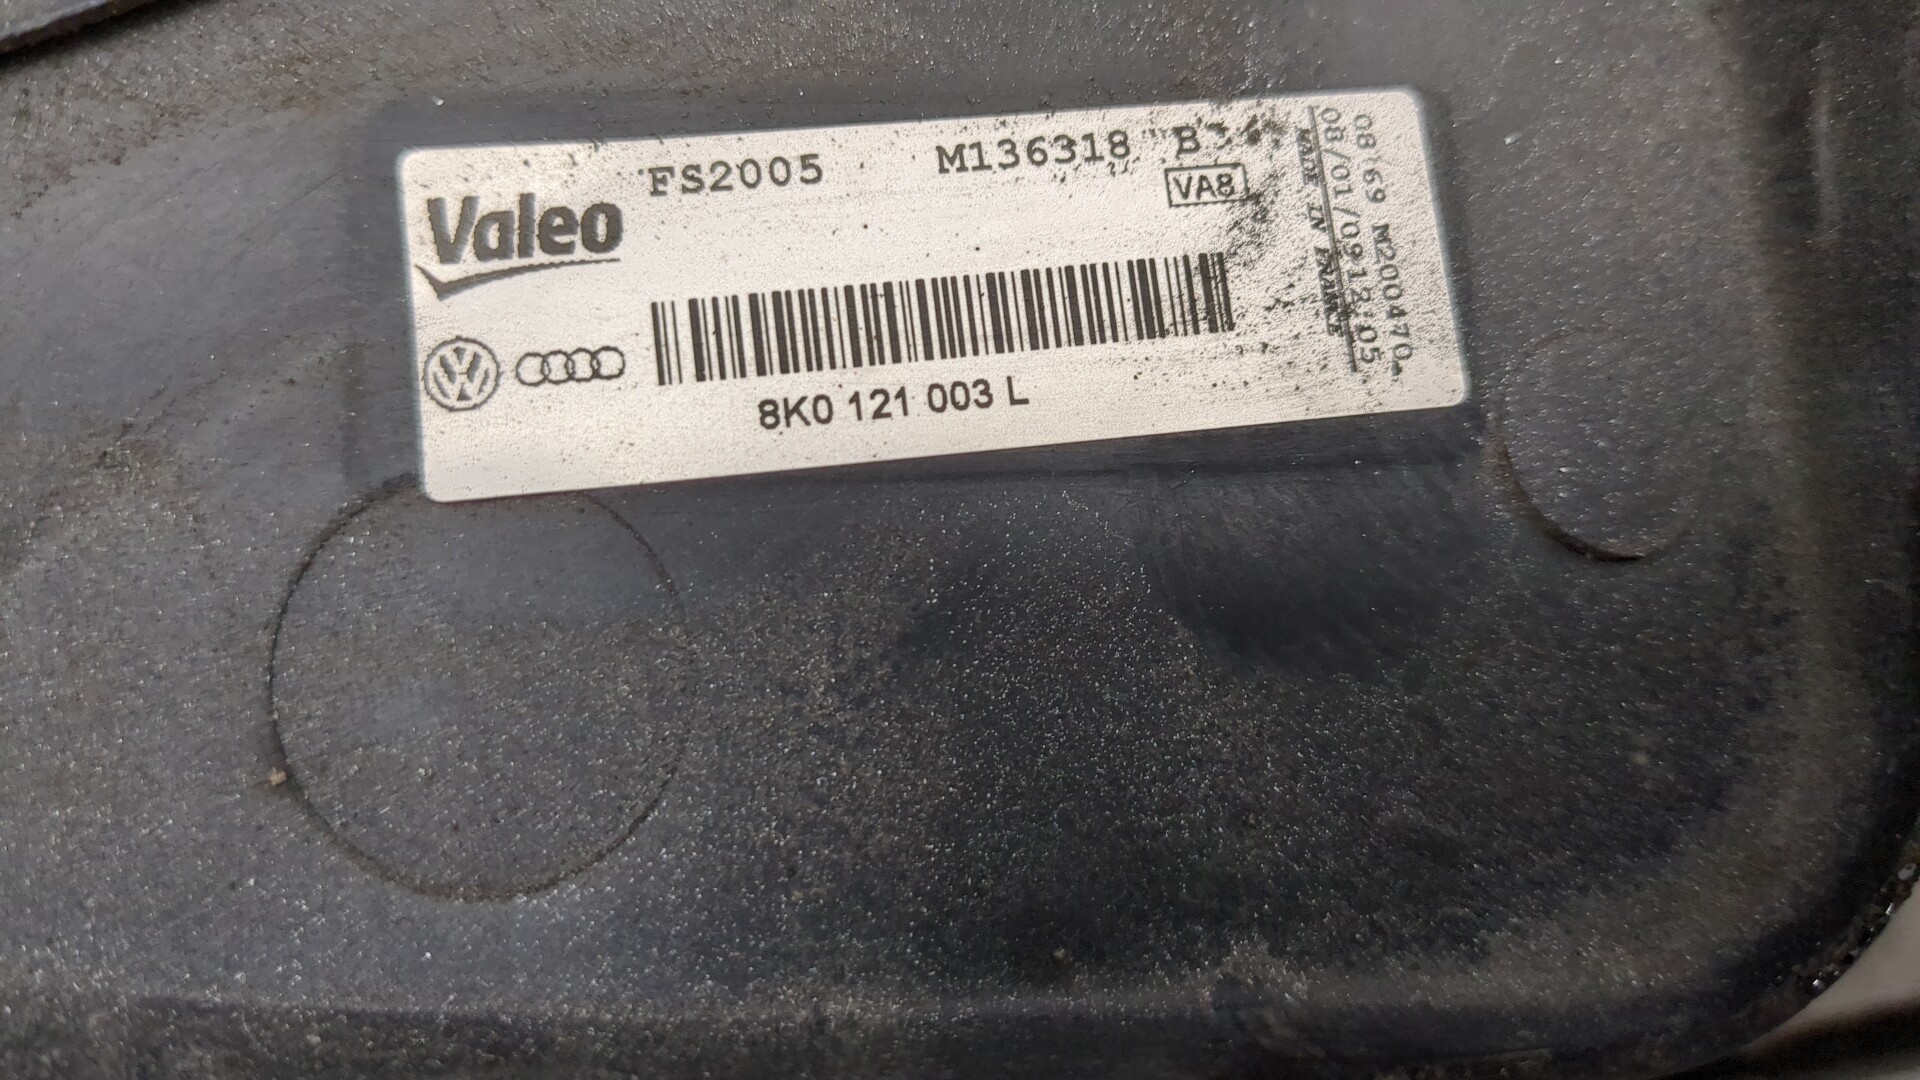 FS2005 M136318 B
VA8
Valeo
8K0 121 003 L
08 69 M200470
08/01/09 12:05
MADE IN FRANCE